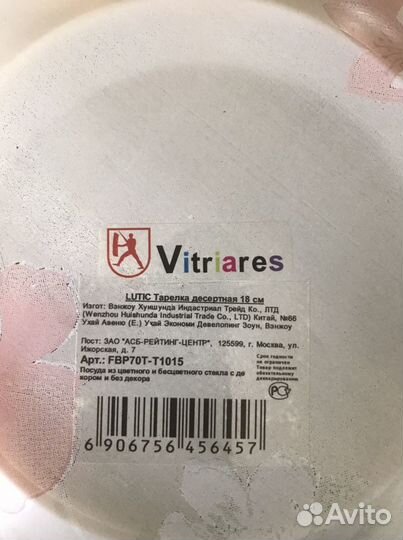 Vitriares
LUTIC Тарелка десертная 18 см
Изгот: Вэнжоу Хуишунда Индастриал Трейд Ко., ЛТД
(Wenzhou Huishunda Industrial Trade Co., LTD) Китай, №66
Ухай Авеню (Е.) Учай Экономи Девелопинг Зоун, Вэнжоу
Пост: ЗАО "АСБ-РЕЙТИНГ-ЦЕНТР", 125599, г. Москва, ул.
Ижорская, д. 7
Арт.: FBP70T-T1015
Посуда из цветного и бесцветного стекла с де
кором и без декора
Срок годности
не ограничен
Товар подлежит
обязательному
декларированию
РСТ
6 906756 456457
Avito